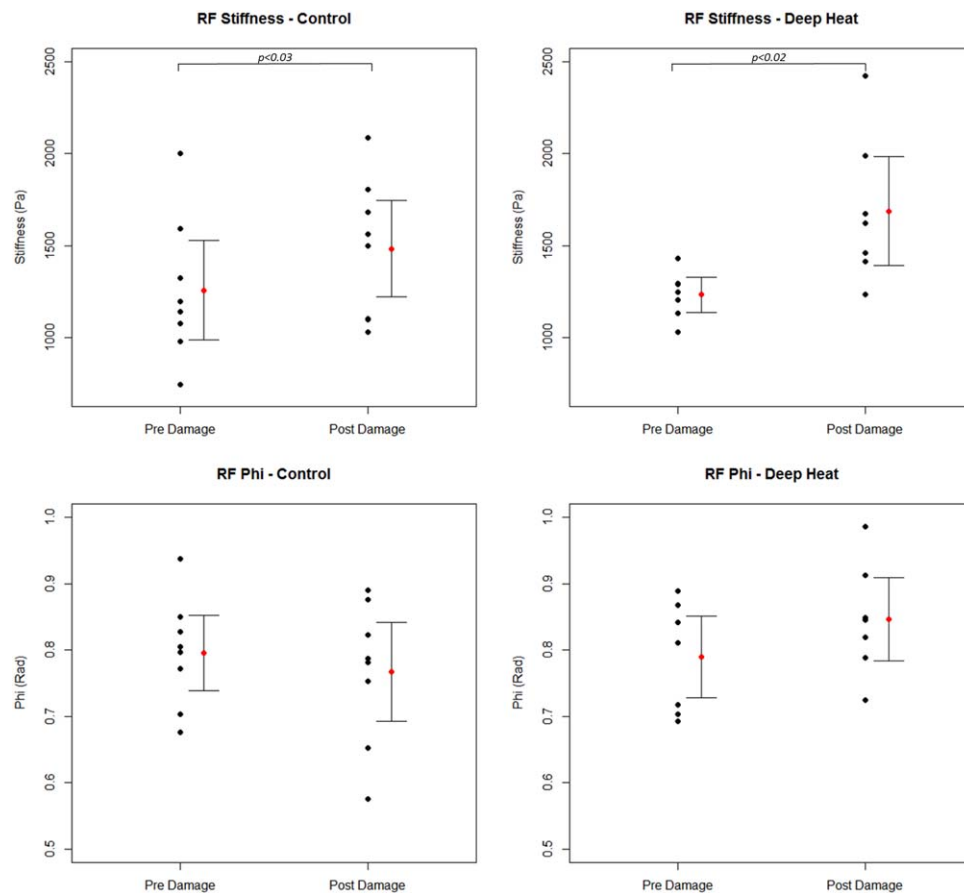 RF Stiffness - Control
p<0.03
Stiffness (Pa)
2500
2000
1500
1000
Pre Damage
Post Damage
RF Stiffness - Deep Heat
p<0.02
Stiffness (Pa)
2500
2000
1500
1000
Pre Damage
Post Damage
RF Phi - Control
Phi (Rad)
1.0
0.9
0.8
0.7
0.6
0.5
Pre Damage
Post Damage
RF Phi - Deep Heat
Phi (Rad)
1.0
0.9
0.8
0.7
0.6
0.5
Pre Damage
Post Damage